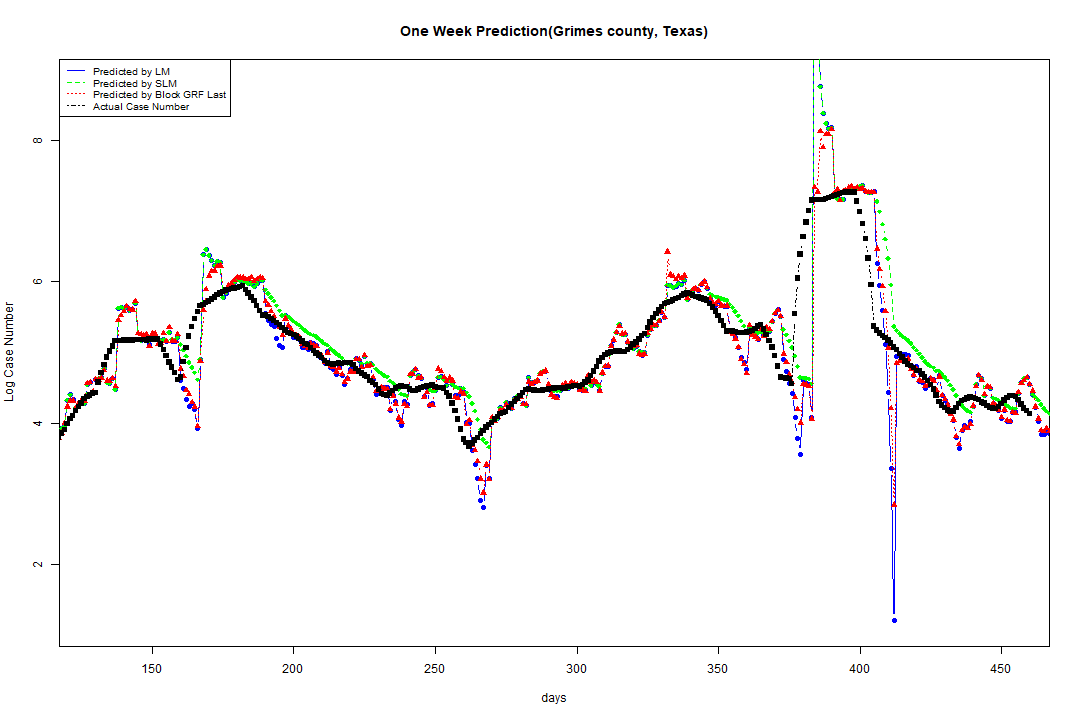 One Week Prediction(Grimes county, Texas)
Predicted by LM
Predicted by SLM
Predicted by Block GRF Last
Actual Case Number
8
6
4
2
Log Case Number
150 200 250 300 350 400 450
days